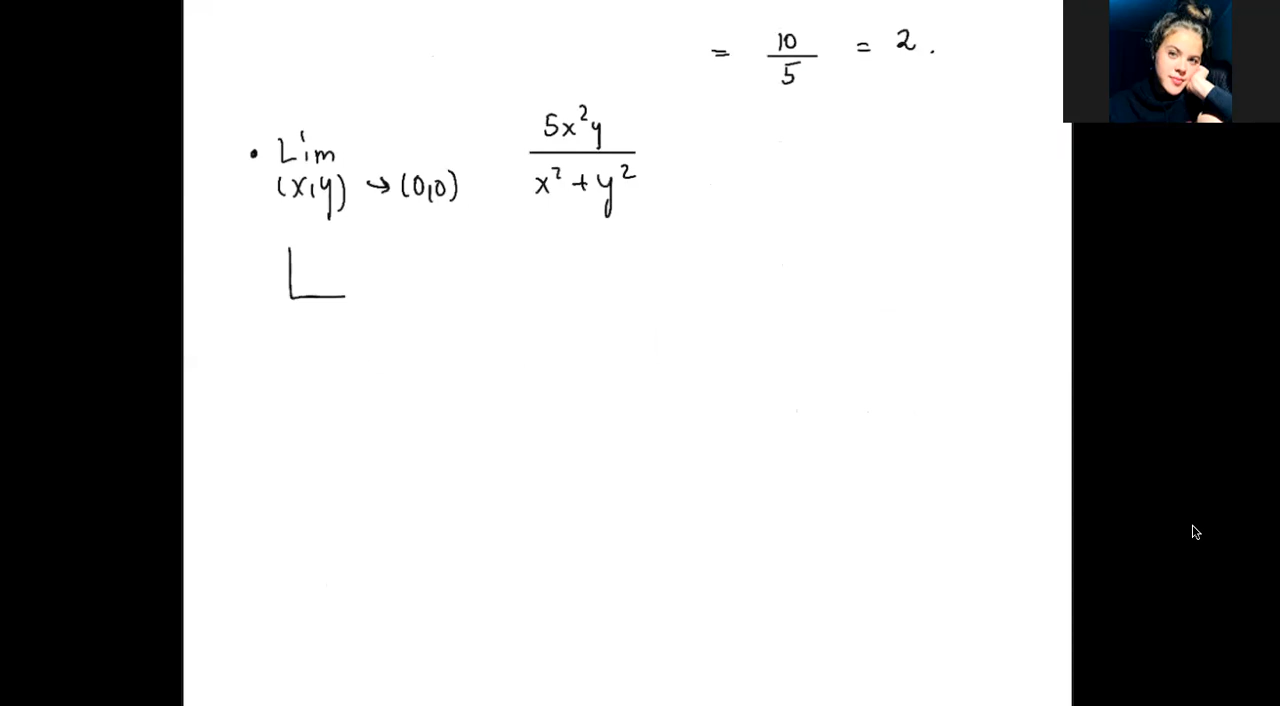 = 10/5 = 2.
• Lim (x,y) → (0,0) 5x²y / x² + y²